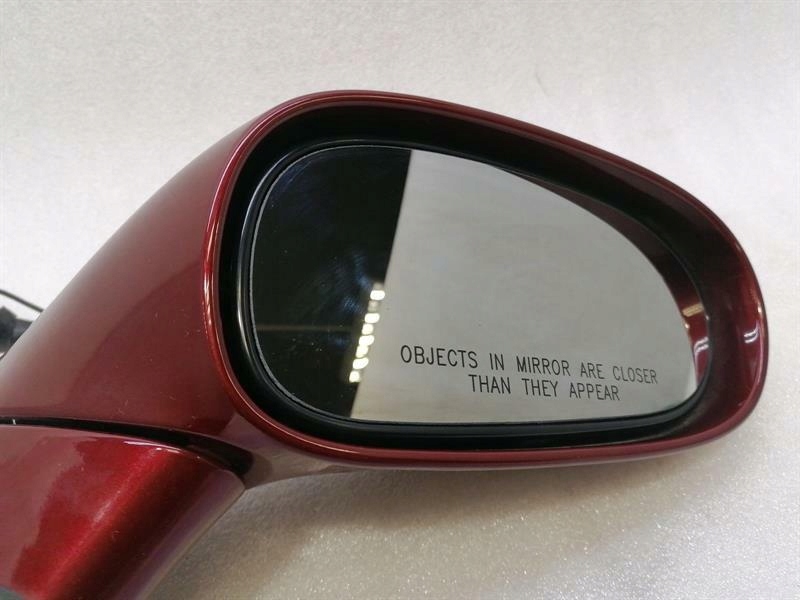 OBJECTS IN MIRROR ARE CLOSER
THAN THEY APPEAR